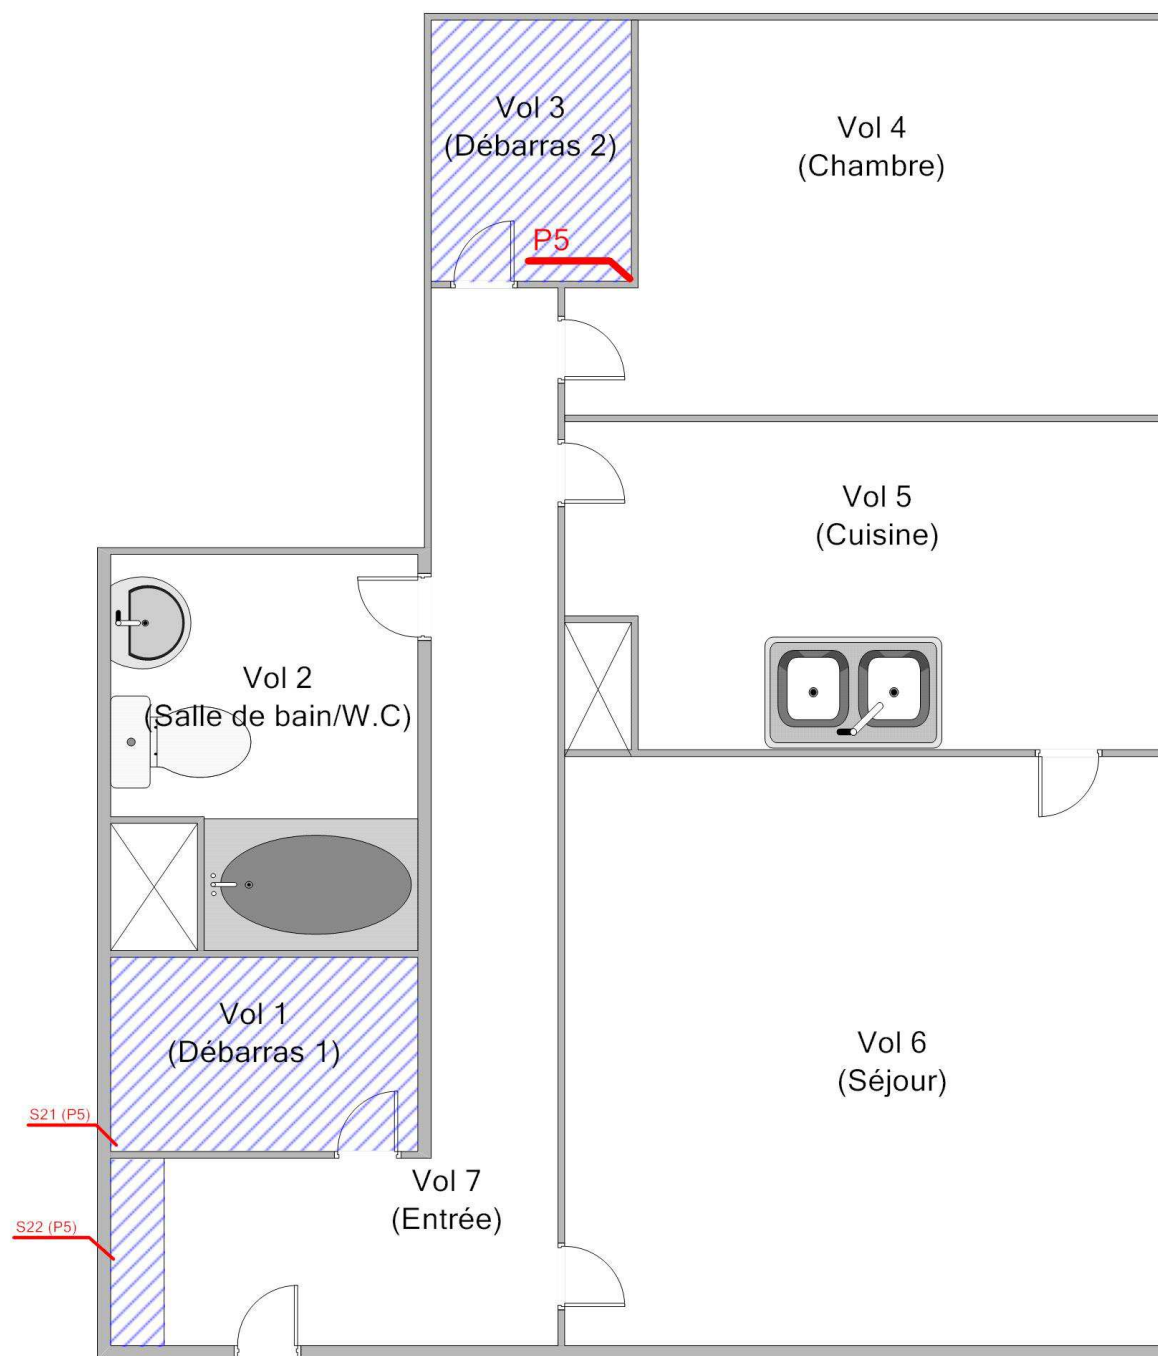 Vol 3
(Débarras 2)
Vol 4
(Chambre)
P5
Vol 5
(Cuisine)
Vol 2
(Salle de bain/W.C)
Vol 1
(Débarras 1)
Vol 6
(Séjour)
S21 (P5)
Vol 7
(Entrée)
S22 (P5)